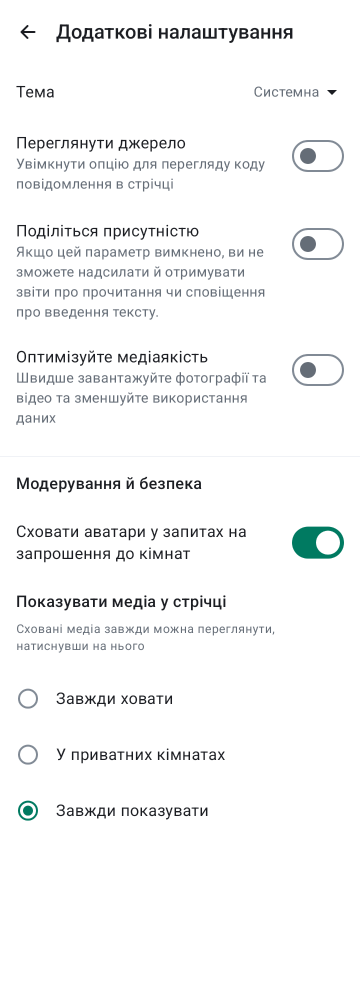 Додаткові налаштування
Тема
Системна
Переглянути джерело
Увімкнути опцію для перегляду коду
повідомлення в стрічці
Поділіться присутністю
Якщо цей параметр вимкнено, ви не
зможете надсилати й отримувати
звіти про прочитання чи сповіщення
про введення тексту.
Оптимізуйте медіаякість
Швидше завантажуйте фотографії та
відео та зменшуйте використання
даних
Модерування й безпека
Сховати аватари у запитах на
запрошення до кімнат
Показувати медіа у стрічці
Сховані медіа завжди можна переглянути,
натиснувши на нього
Завжди ховати
У приватних кімнатах
Завжди показувати